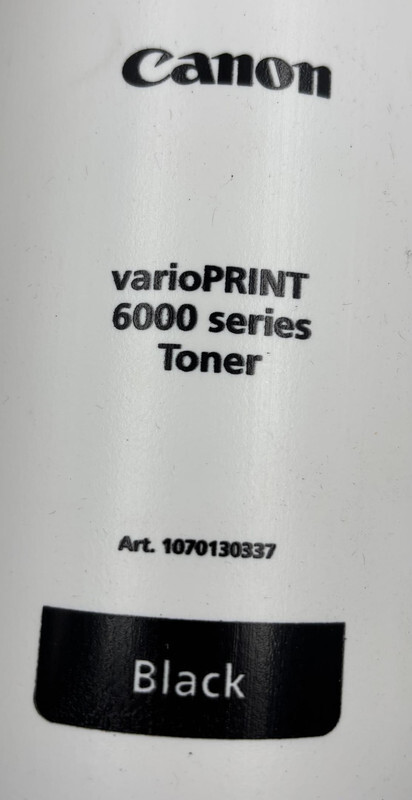 Canon
varioPRINT
6000 series
Toner
Art. 1070130337
Black